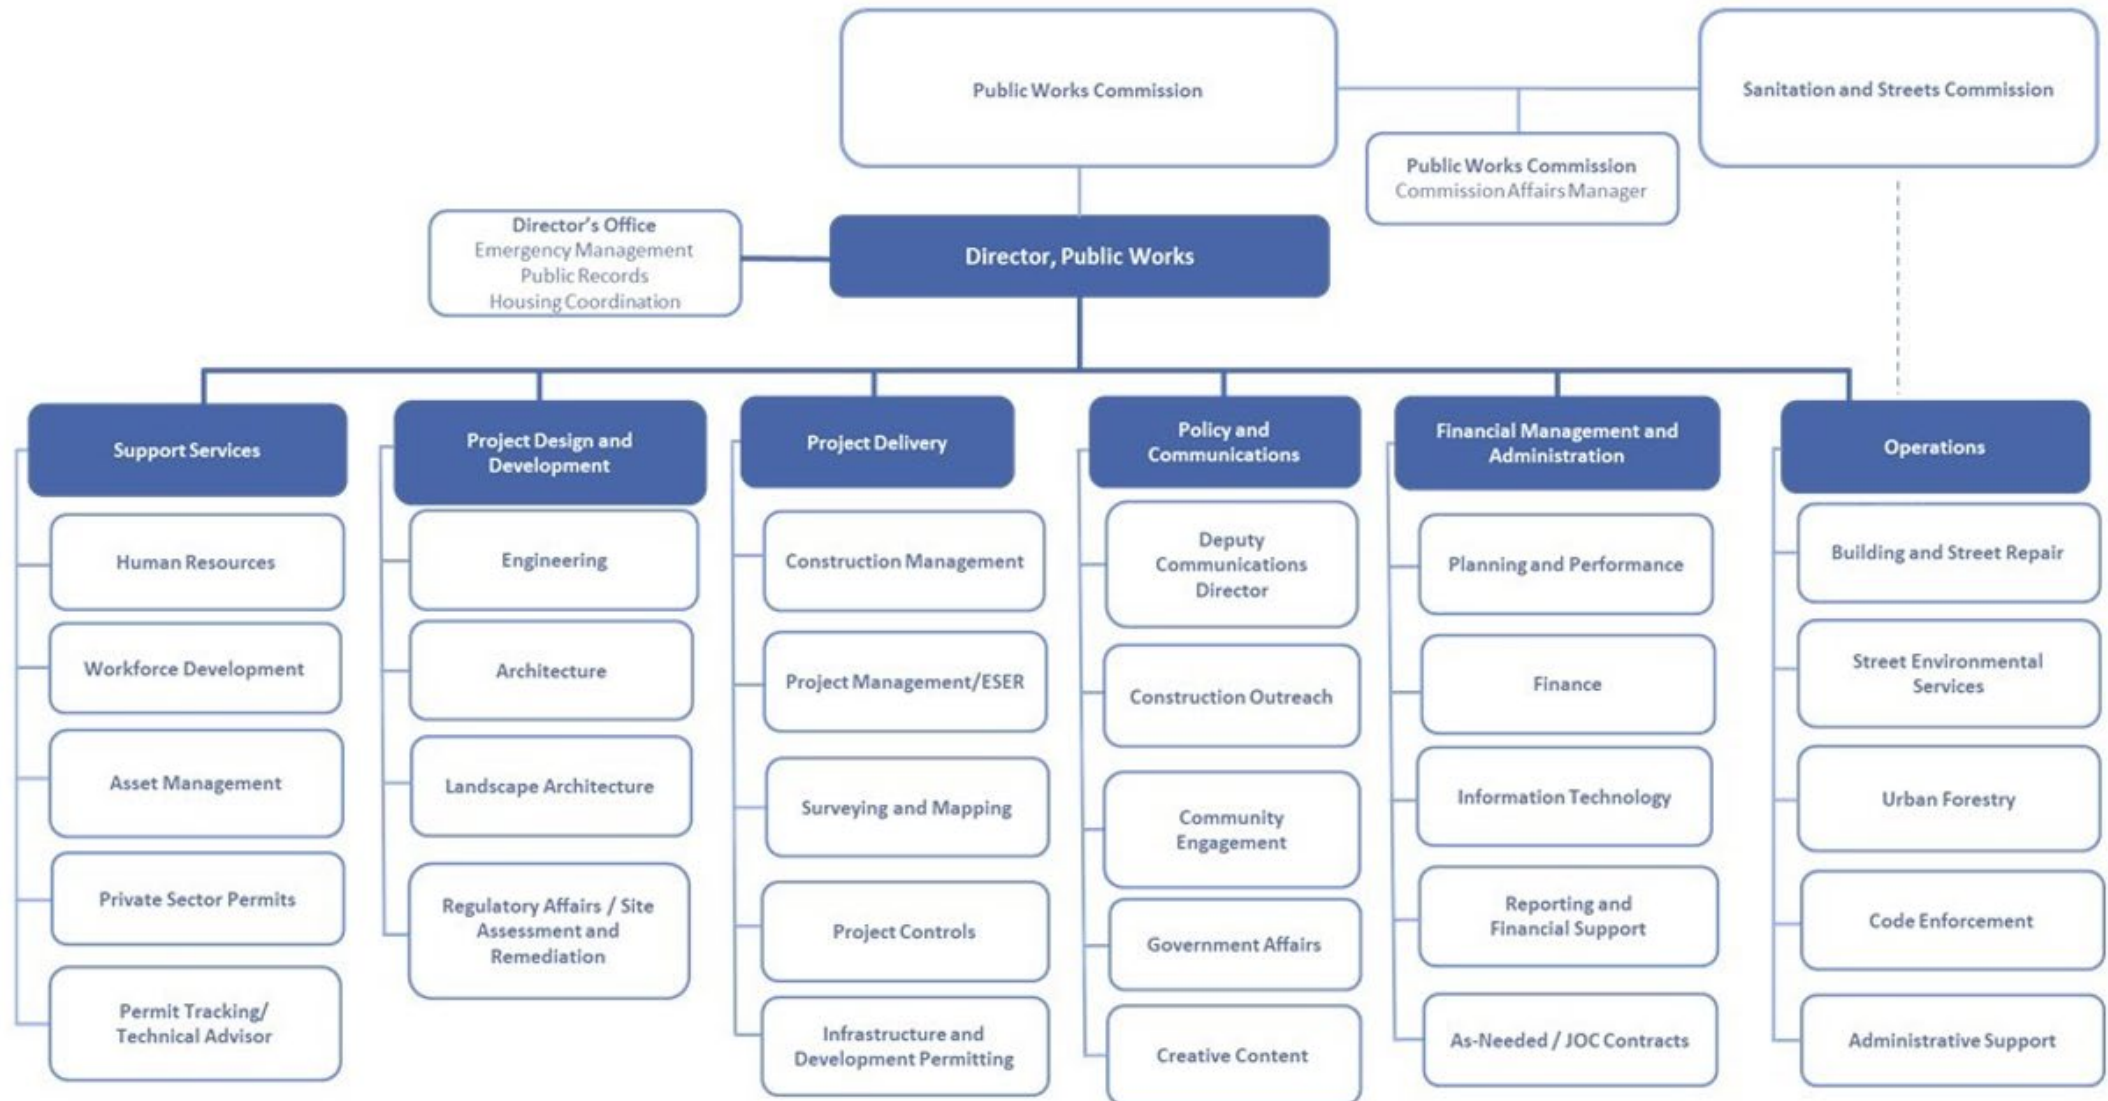 Public Works Commission
Sanitation and Streets Commission
Public Works Commission
Commission Affairs Manager
Director's Office
Emergency Management
Public Records
Housing Coordination
Director, Public Works
Support Services
Human Resources
Workforce Development
Asset Management
Private Sector Permits
Permit Tracking/
Technical Advisor
Project Design and
Development
Engineering
Architecture
Landscape Architecture
Regulatory Affairs / Site
Assessment and
Remediation
Project Delivery
Construction Management
Project Management/ESER
Surveying and Mapping
Project Controls
Infrastructure and
Development Permitting
Policy and
Communications
Deputy
Communications
Director
Construction Outreach
Community
Engagement
Government Affairs
Creative Content
Financial Management and
Administration
Planning and Performance
Finance
Information Technology
Reporting and
Financial Support
As-Needed / JOC Contracts
Operations
Building and Street Repair
Street Environmental
Services
Urban Forestry
Code Enforcement
Administrative Support